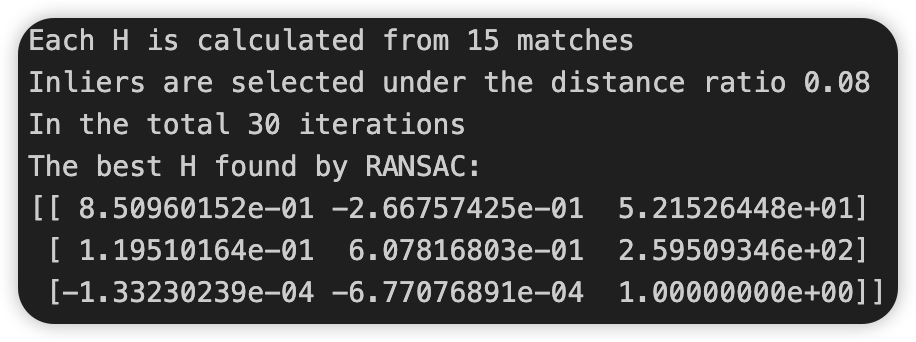 Each H is calculated from 15 matches
Inliers are selected under the distance ratio 0.08
In the total 30 iterations
The best H found by RANSAC:
[[ 8.50960152e-01 -2.66757425e-01  5.21526448e+01]
 [ 1.19510164e-01  6.07816803e-01  2.59509346e+02]
 [-1.33230239e-04 -6.77076891e-04  1.00000000e+00]]